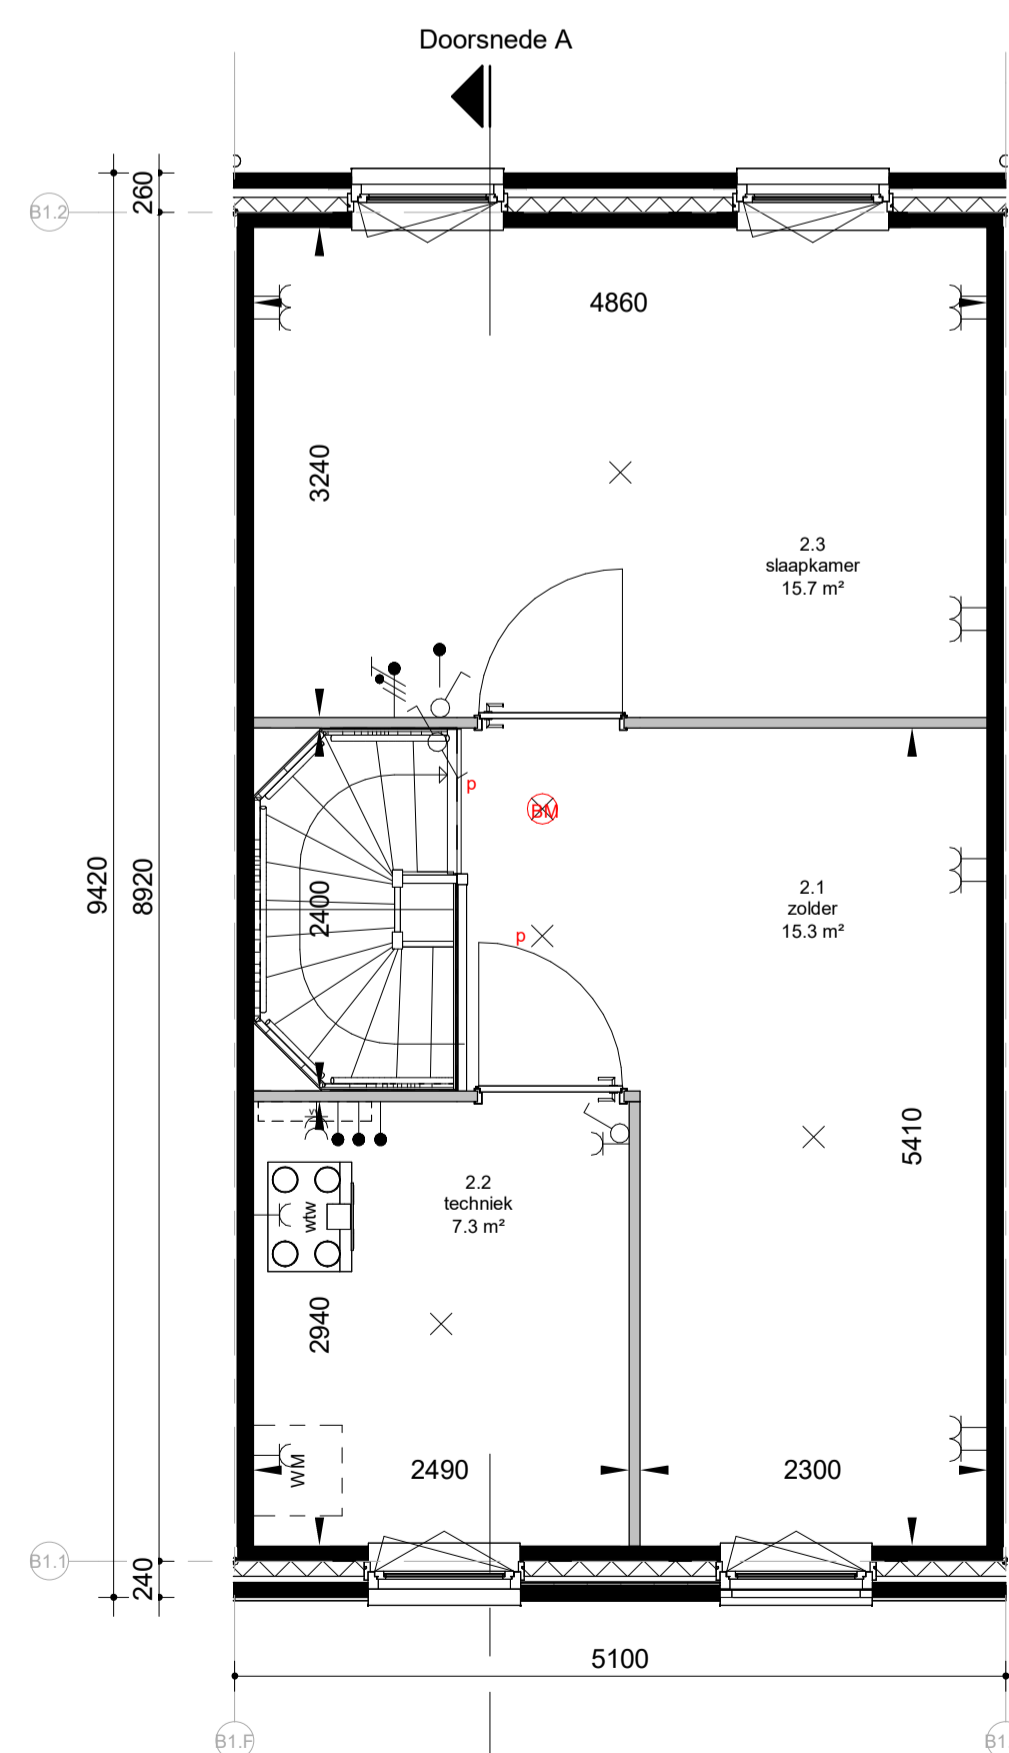 Doorsnede A
260
B1.2
4860
3240
2.3
slaapkamer
15.7 m²
p
BM
9420
8920
2400
2.1
zolder
15.3 m²
p
5410
2.2
techniek
7.3 m²
wtw
2940
WM
2490
2300
B1.1
240
5100
B1.F
B1